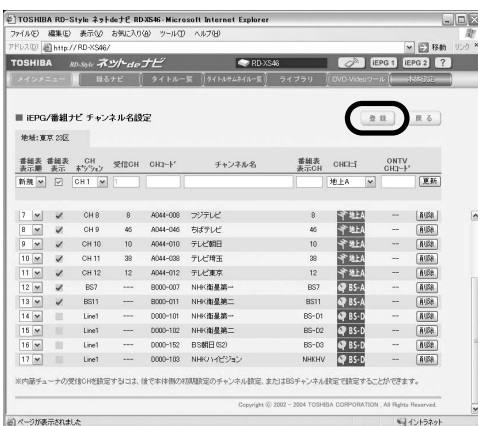 TOSHIBA RD-Style ネットdeナビ RD-XS46 - Microsoft Internet Explorer
ファイル(F) 編集(E) 表示(V) お気に入り(A) ツール(T) ヘルプ(H)
アドレス(D) http://RD-XS46/ 移動 リンク
TOSHIBA RD-Style ネットdeナビ RD-XS46 iEPG 1 iEPG 2 ?
メインメニュー 録るナビ タイトル一覧 タイトルサムネイル一覧 ライブラリ DVD-Videoツール 本体設定
■ iEPG/番組ナビ チャンネル名設定 登録 戻る
地域:東京 23区
番組表表示順 番組表表示 CHポジション 受信CH CHコード チャンネル名 番組表表示CH CHロゴ ONTV CHコード
新規 CH 1 1 地上A 更新
7 CH 8 8 A044-008 フジテレビ 8 地上A --- 削除
8 CH 9 46 A044-046 ちばテレビ 46 地上A --- 削除
9 CH 10 10 A044-010 テレビ朝日 10 地上A --- 削除
10 CH 11 38 A044-038 テレビ埼玉 38 地上A --- 削除
11 CH 12 12 A044-012 テレビ東京 12 地上A --- 削除
12 BS7 --- B000-007 NHK衛星第一 BS7 BS-A --- 削除
13 BS11 --- B000-011 NHK衛星第二 BS11 BS-A --- 削除
14 Line1 --- D000-101 NHK衛星第一 BS-D1 BS-D --- 削除
15 Line1 --- D000-102 NHK衛星第二 BS-D2 BS-D --- 削除
16 Line1 --- D000-152 BS朝日(S2) BS-D3 BS-D --- 削除
17 Line1 --- D000-103 NHKハイビジョン NHKHV BS-D --- 削除
※内蔵チューナの受信CHを設定するには、後で本体側の初期設定のチャンネル設定、またはBSチャンネル設定で設定することができます。
Copyright © 2002 - 2004 TOSHIBA CORPORATION , All Rights Reserved.
ページが表示されました イントラネット